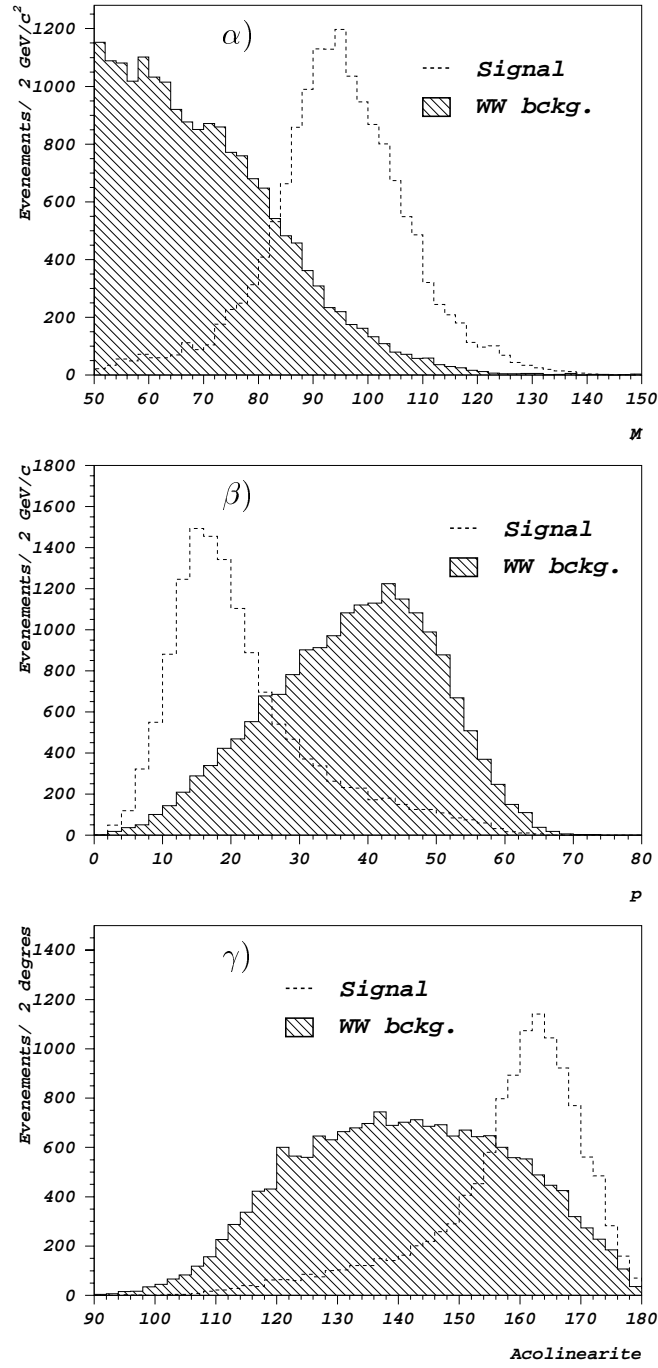 α)
Evenements/ 2 GeV/c²
1200
1000
800
600
400
200
0
Signal
WW bckg.
50 60 70 80 90 100 110 120 130 140 150
M
β)
Evenements/ 2 GeV/c
1800
1600
1400
1200
1000
800
600
400
200
0
Signal
WW bckg.
0 10 20 30 40 50 60 70 80
p
γ)
Evenements/ 2 degres
1400
1200
1000
800
600
400
200
0
Signal
WW bckg.
90 100 110 120 130 140 150 160 170 180
Acolinearite